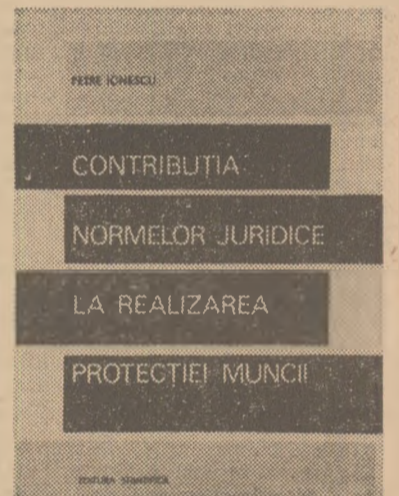 PETRE IONESCU
CONTRIBUȚIA
NORMELOR JURIDICE
LA REALIZAREA
PROTECȚIEI MUNCII
EDITURA ȘTIINȚIFICĂ